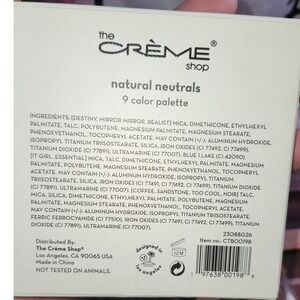 the
CRÈME®
shop
natural neutrals
9 color palette
INGREDIENTS: [DESTINY, MIRROR MIRROR, REALIST] MICA, DIMETHICONE, ETHYLHEXYL
PALMITATE, TALC, POLYBUTENE, MAGNESIUM PALMITATE, MAGNESIUM STEARATE,
PHENOXYETHANOL, TOCOPHERYL ACETATE, MAY CONTAIN (+/-): ALUMINUM HYDROXIDE,
ISOPROPYL TITANIUM TRIISOSTEARATE, SILICA, IRON OXIDES (CI 77492, CI 77499),
TITANIUM DIOXIDE (CI 77891), ULTRAMARINE (CI 77007), BLUE 1 LAKE (CI 42090)
[IT GIRL, ESSENTIAL] MICA, TALC, DIMETHICONE, ETHYLHEXYL PALMITATE, MAGNESIUM
PALMITATE, POLYBUTENE, MAGNESIUM STEARATE, PHENOXYETHANOL, TOCOPHERYL ACETATE,
MAY CONTAIN (+/-): ALUMINUM HYDROXIDE, ISOPROPYL TITANIUM
TRIISOSTEARATE, SILICA, IRON OXIDES (CI 77491, CI 77492, CI 77499), TITANIUM DIOXIDE
(CI 77891), ULTRAMARINE (CI 77007) [BOOST, COFFEE, SANDSTONE, TOO COOL, NOIR] TALC,
MICA, SILICA, DIMETHICONE, ETHYLHEXYL PALMITATE, MAGNESIUM PALMITATE,
POLYBUTENE, MAGNESIUM STEARATE, PHENOXYETHANOL, TOCOPHERYL ACETATE,
MAY CONTAIN (+/-): ALUMINUM HYDROXIDE, ISOPROPYL TITANIUM TRIISOSTEARATE,
FERRIC FERROCYANIDE (CI 77510), IRON OXIDES (CI 77491, CI 77492, CI 77499),
TITANIUM DIOXIDE (CI 77891), ULTRAMARINE (CI 77007)
Distributed By:
The Crème Shop®
Los Angeles, CA 90065 USA
Made in China
NOT TESTED ON ANIMALS.
designed in
los angeles
12 M
23088G26
Item no.: CTBO0198
97638 00198